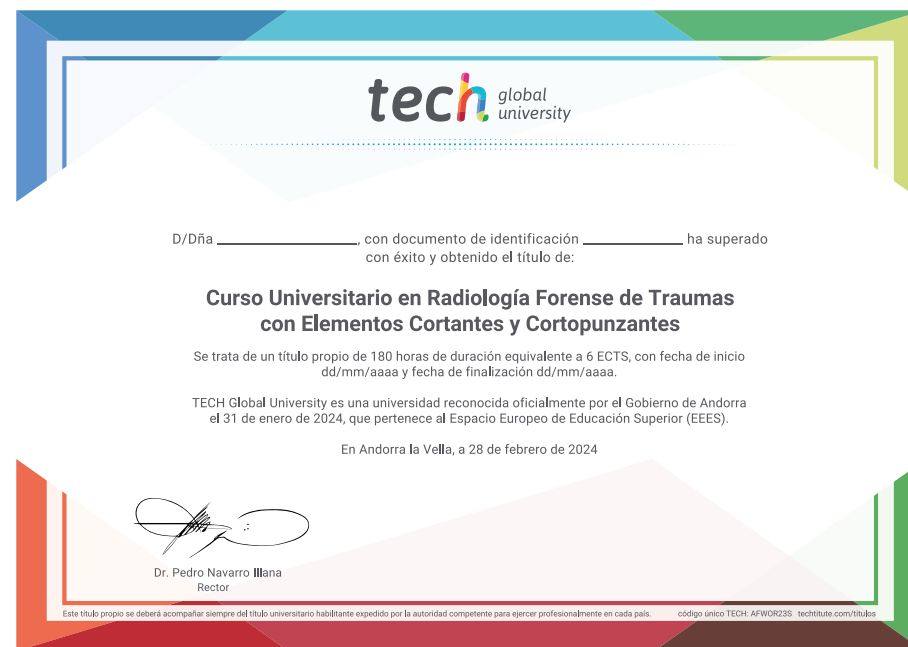 tech global university
D/Dña ____________________, con documento de identificación ______________ ha superado
con éxito y obtenido el título de:
Curso Universitario en Radiología Forense de Traumas
con Elementos Cortantes y Cortopunzantes
Se trata de un título propio de 180 horas de duración equivalente a 6 ECTS, con fecha de inicio
dd/mm/aaaa y fecha de finalización dd/mm/aaaa.
TECH Global University es una universidad reconocida oficialmente por el Gobierno de Andorra
el 31 de enero de 2024, que pertenece al Espacio Europeo de Educación Superior (EEES).
En Andorra la Vella, a 28 de febrero de 2024
Dr. Pedro Navarro Illana
Rector
Este título propio se deberá acompañar siempre del título universitario habilitante expedido por la autoridad competente para ejercer profesionalmente en cada país. código único TECH: AFWOR23S techtitute.com/titulos